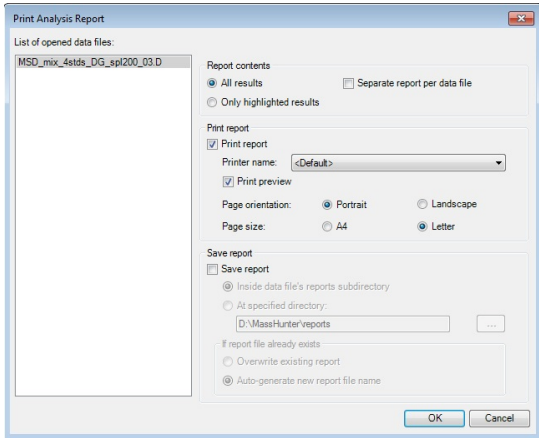 Print Analysis Report
List of opened data files:
MSD_mix_4stds_DG_spl200_03.D
Report contents
All results
Separate report per data file
Only highlighted results
Print report
Print report
Printer name: <Default>
Print preview
Page orientation: Portrait Landscape
Page size: A4 Letter
Save report
Save report
Inside data file's reports subdirectory
At specified directory:
D:\MassHunter\reports ...
If report file already exists
Overwrite existing report
Auto-generate new report file name
OK Cancel